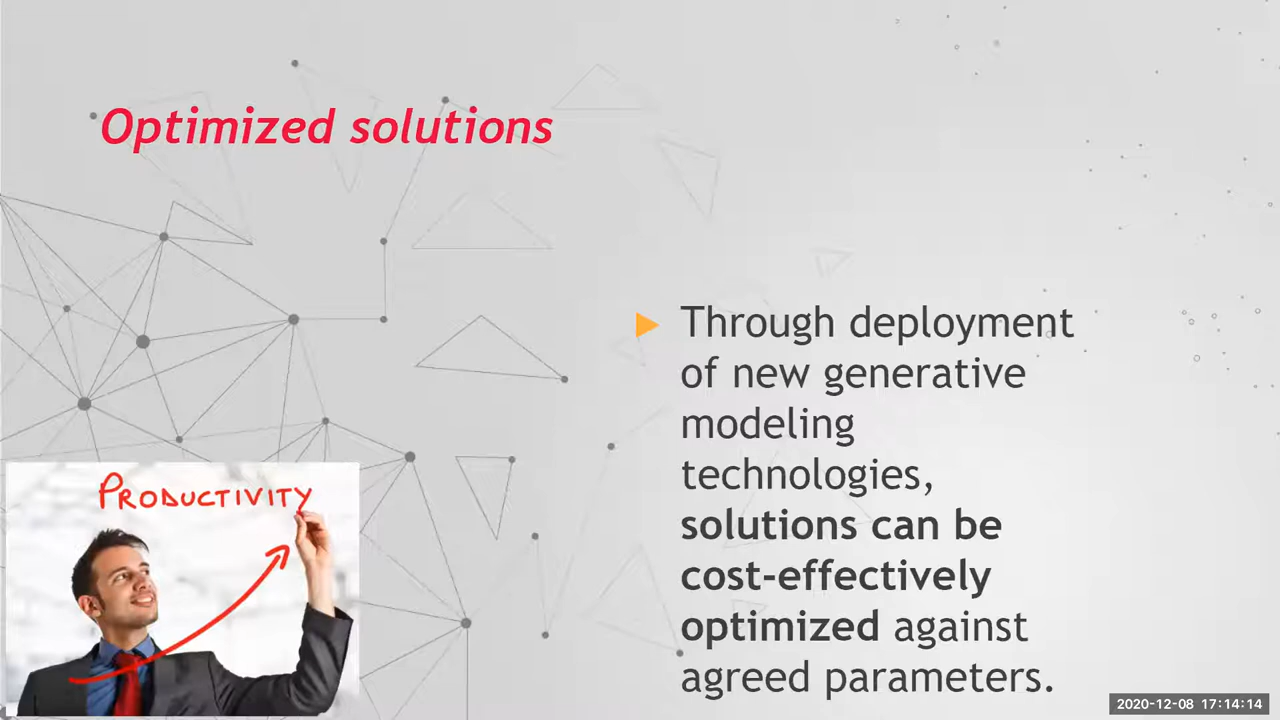 Optimized solutions
Through deployment
of new generative
modeling
technologies,
solutions can be
cost-effectively
optimized against
agreed parameters.
PRODUCTIVITY
2020-12-08 17:14:14